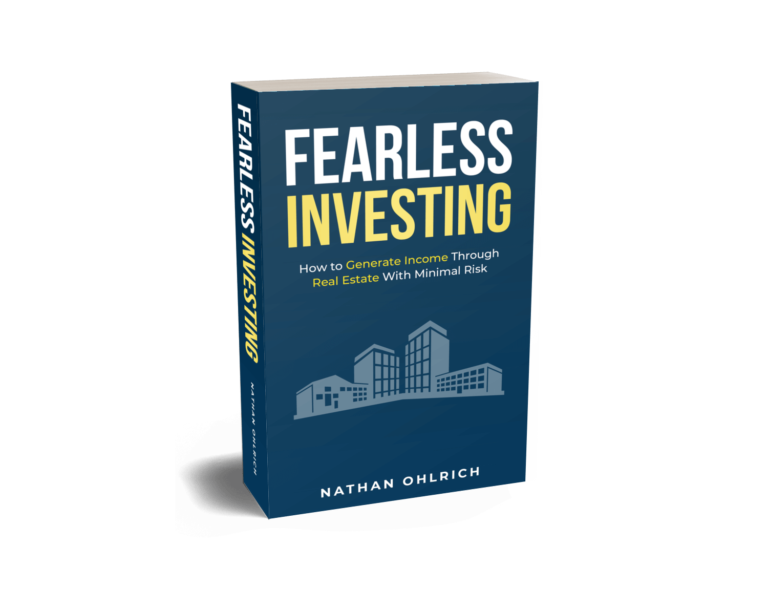 FEARLESS
INVESTING
How to Generate Income Through
Real Estate With Minimal Risk
NATHAN OHLRICH
FEARLESS INVESTING
NATHAN OHLRICH